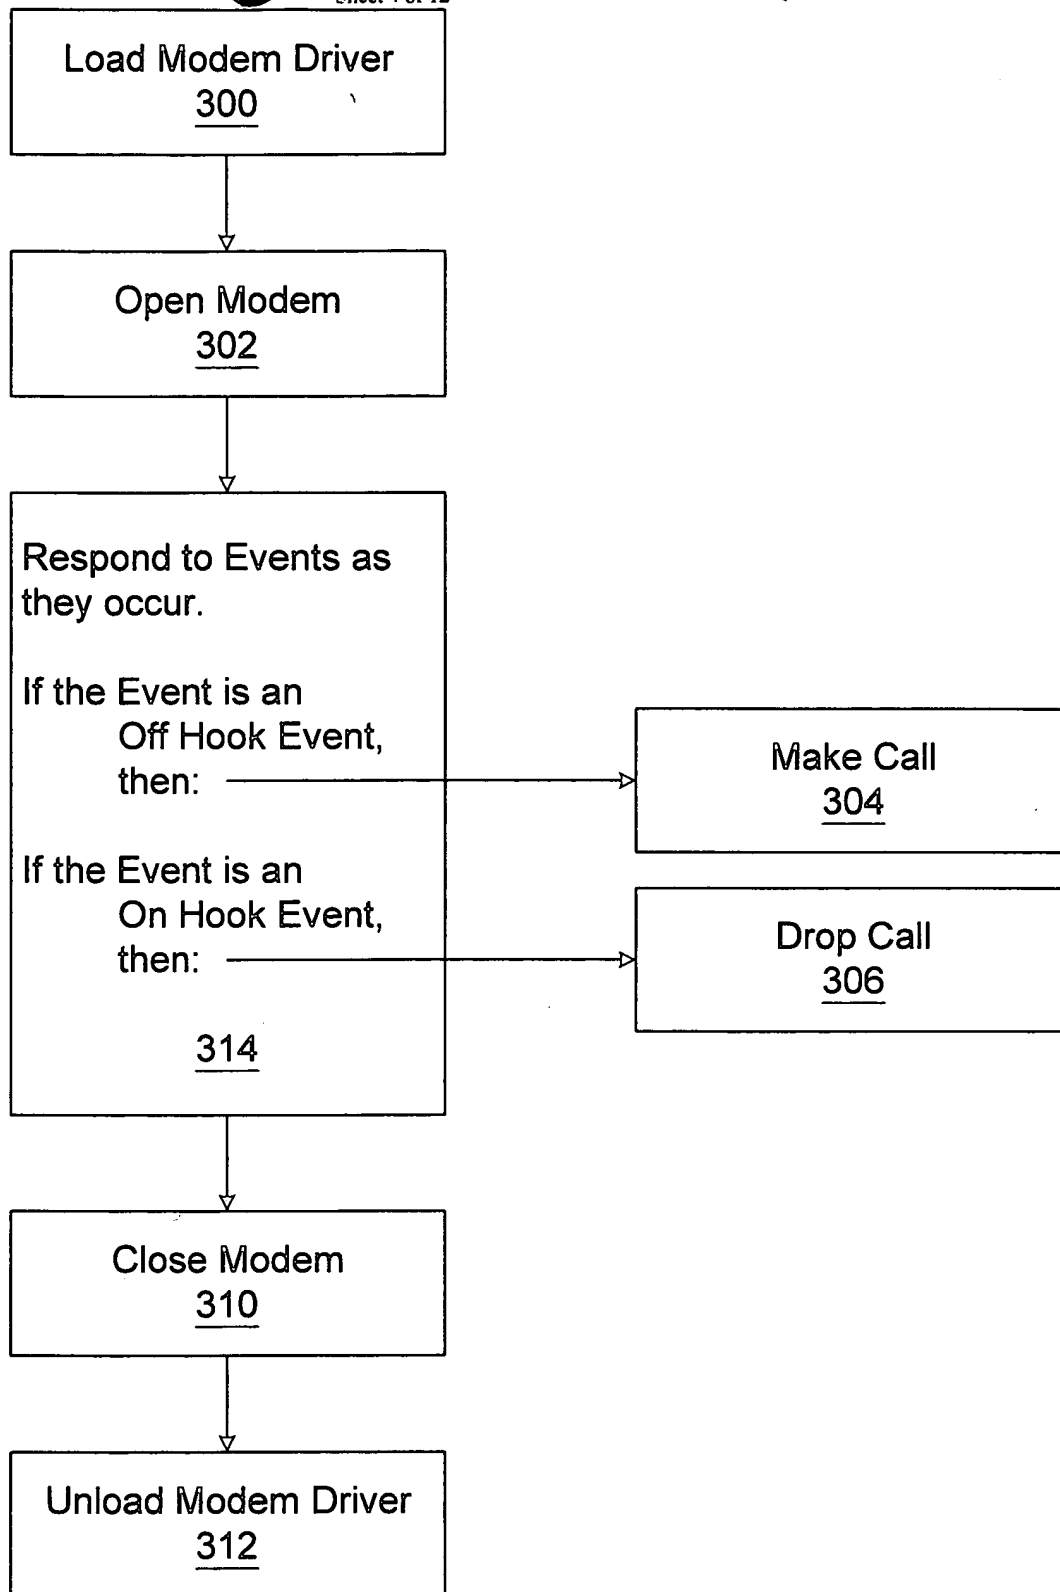 Load Modem Driver
300
Open Modem
302
Respond to Events as
they occur.
If the Event is an
Off Hook Event,
then:
If the Event is an
On Hook Event,
then:
314
Make Call
304
Drop Call
306
Close Modem
310
Unload Modem Driver
312